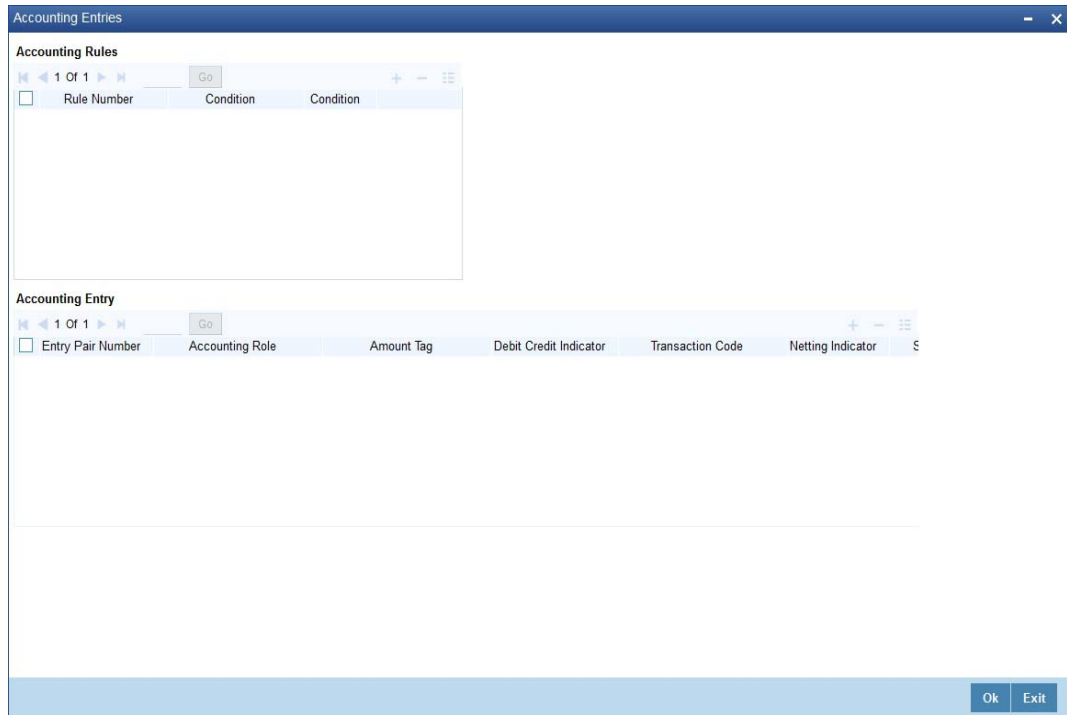 Accounting Entries
Accounting Rules
1 Of 1 Go
Rule Number Condition Condition
Accounting Entry
1 Of 1 Go
Entry Pair Number Accounting Role Amount Tag Debit Credit Indicator Transaction Code Netting Indicator
Ok Exit